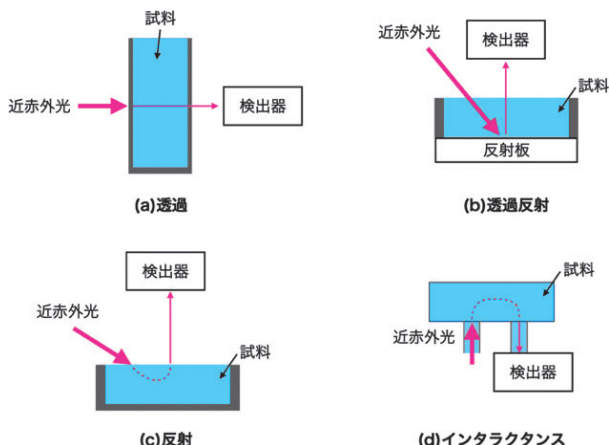 試料
近赤外光
検出器
(a)透過
検出器
近赤外光
試料
反射板
(b)透過反射
検出器
近赤外光
試料
(c)反射
試料
近赤外光
検出器
(d)インタラクタンス